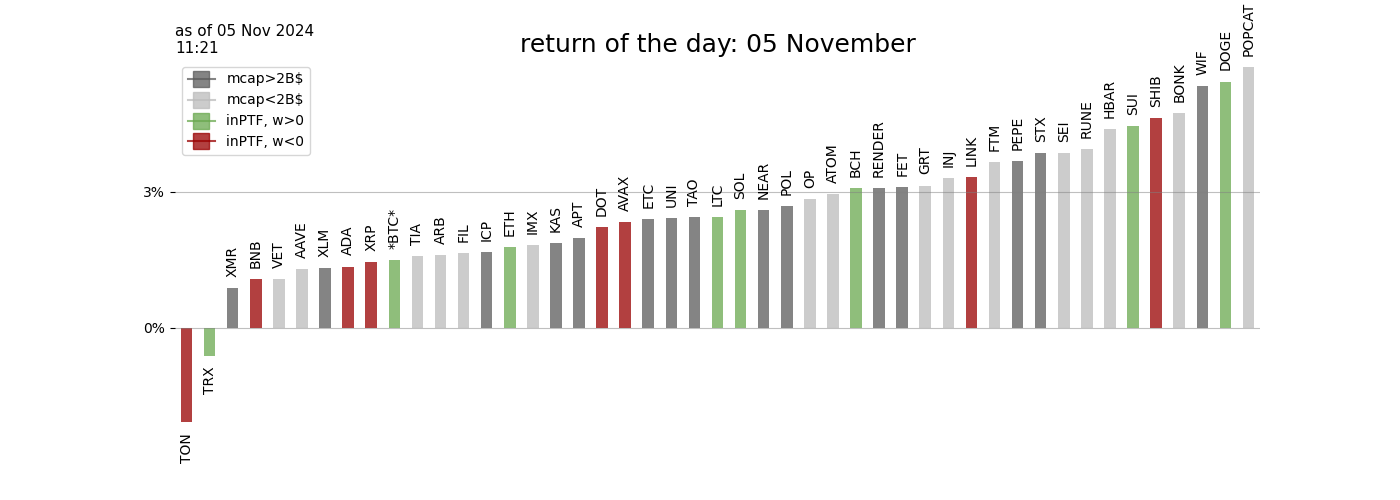 as of 05 Nov 2024
11:21
return of the day: 05 November
mcap>2B$
mcap<2B$
inPTF, w>0
inPTF, w<0
3%
0%
TON
TRX
XMR
BNB
VET
AAVE
XLM
ADA
XRP
*BTC*
TIA
ARB
FIL
ICP
ETH
IMX
KAS
APT
DOT
AVAX
ETC
UNI
TAO
LTC
SOL
NEAR
POL
OP
ATOM
BCH
RENDER
FET
GRT
INJ
LINK
FTM
PEPE
STX
SEI
RUNE
HBAR
SUI
SHIB
BONK
WIF
DOGE
POPCAT